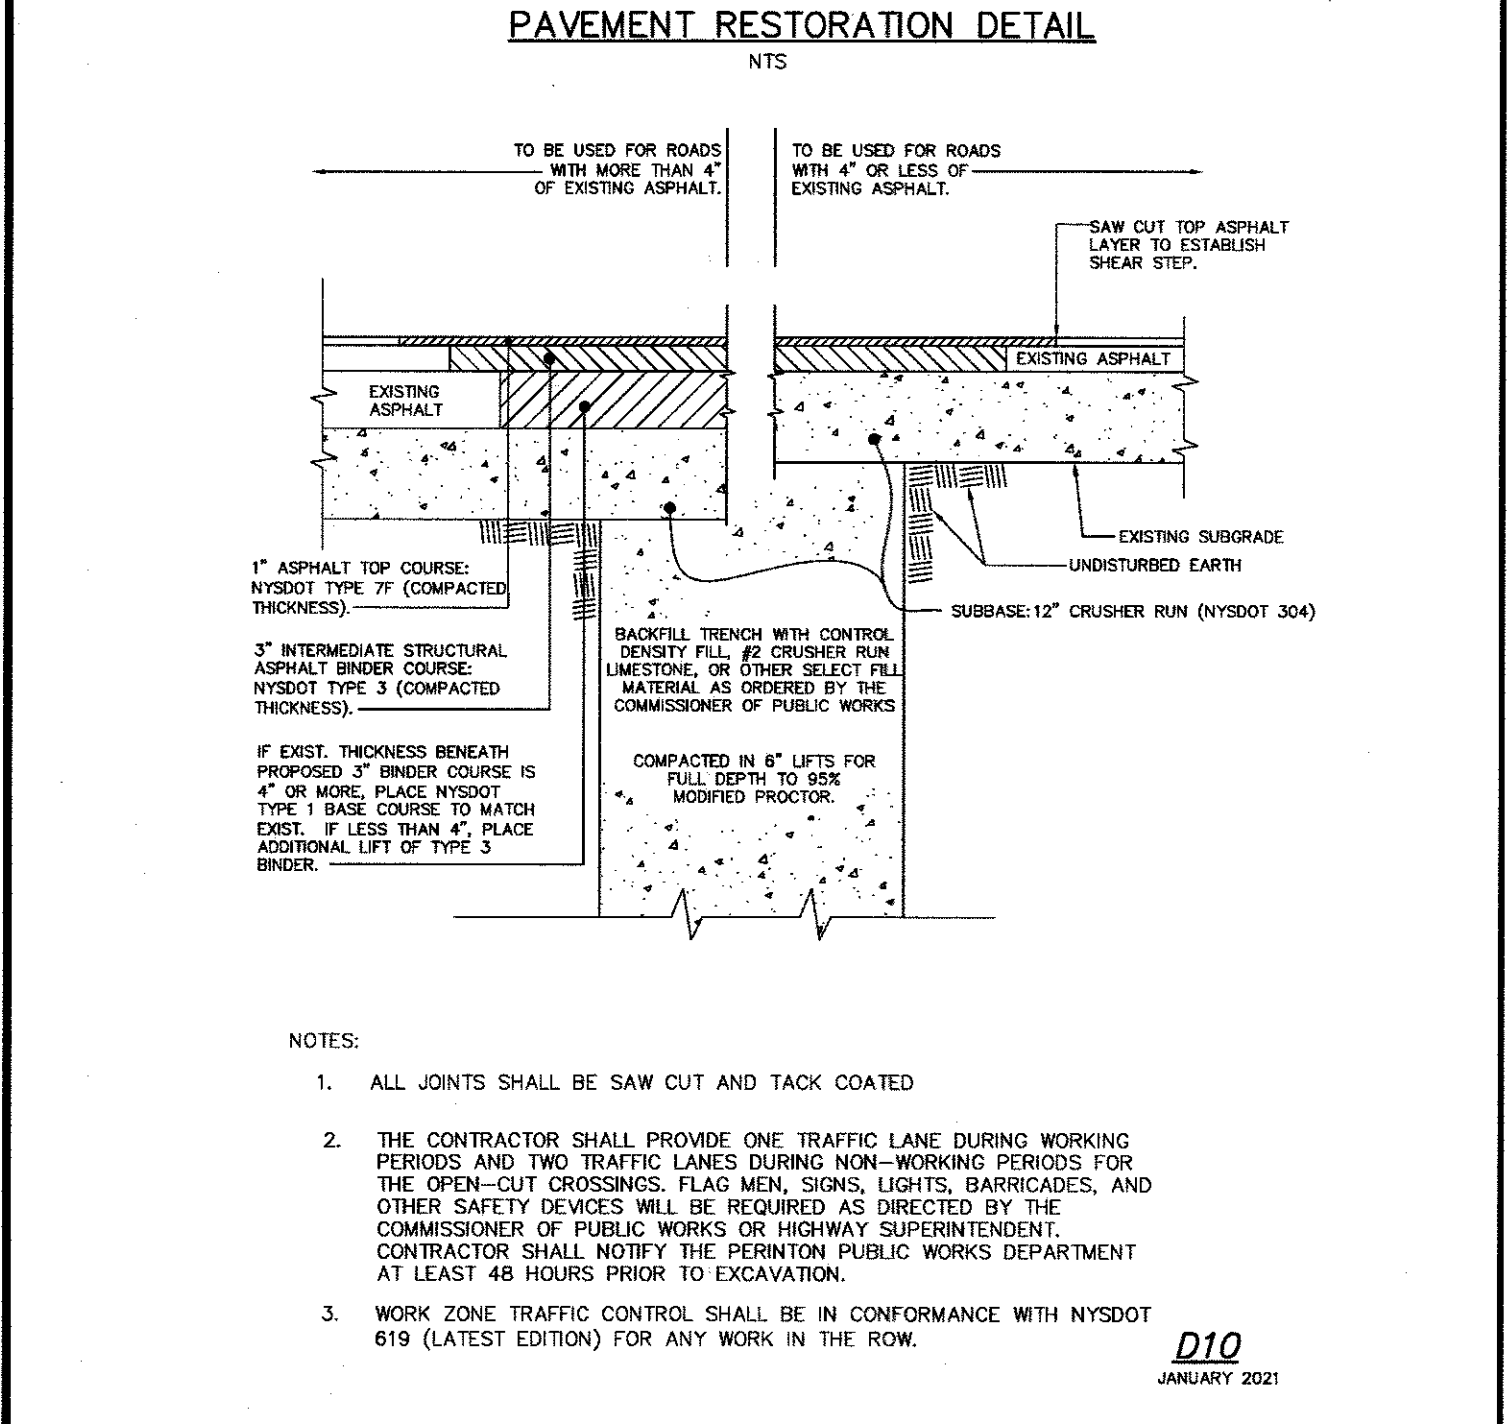 PAVEMENT RESTORATION DETAIL
NTS
TO BE USED FOR ROADS
WITH MORE THAN 4"
OF EXISTING ASPHALT.
TO BE USED FOR ROADS
WITH 4" OR LESS OF
EXISTING ASPHALT.
SAW CUT TOP ASPHALT
LAYER TO ESTABLISH
SHEAR STEP.
EXISTING ASPHALT
EXISTING
ASPHALT
EXISTING SUBGRADE
UNDISTURBED EARTH
SUBBASE: 12" CRUSHER RUN (NYSDOT 304)
1" ASPHALT TOP COURSE:
NYSDOT TYPE 7F (COMPACTED
THICKNESS).
3" INTERMEDIATE STRUCTURAL
ASPHALT BINDER COURSE:
NYSDOT TYPE 3 (COMPACTED
THICKNESS).
IF EXIST. THICKNESS BENEATH
PROPOSED 3" BINDER COURSE IS
4" OR MORE, PLACE NYSDOT
TYPE 1 BASE COURSE TO MATCH
EXIST. IF LESS THAN 4", PLACE
ADDITIONAL LIFT OF TYPE 3
BINDER.
BACKFILL TRENCH WITH CONTROL
DENSITY FILL, #2 CRUSHER RUN
LIMESTONE, OR OTHER SELECT FILL
MATERIAL AS ORDERED BY THE
COMMISSIONER OF PUBLIC WORKS
COMPACTED IN 6" LIFTS FOR
FULL DEPTH TO 95%
MODIFIED PROCTOR.
NOTES:
1. ALL JOINTS SHALL BE SAW CUT AND TACK COATED
2. THE CONTRACTOR SHALL PROVIDE ONE TRAFFIC LANE DURING WORKING
PERIODS AND TWO TRAFFIC LANES DURING NON-WORKING PERIODS FOR
THE OPEN-CUT CROSSINGS. FLAG MEN, SIGNS, LIGHTS, BARRICADES, AND
OTHER SAFETY DEVICES WILL BE REQUIRED AS DIRECTED BY THE
COMMISSIONER OF PUBLIC WORKS OR HIGHWAY SUPERINTENDENT.
CONTRACTOR SHALL NOTIFY THE PERINTON PUBLIC WORKS DEPARTMENT
AT LEAST 48 HOURS PRIOR TO EXCAVATION.
3. WORK ZONE TRAFFIC CONTROL SHALL BE IN CONFORMANCE WITH NYSDOT
619 (LATEST EDITION) FOR ANY WORK IN THE ROW.
D10
JANUARY 2021